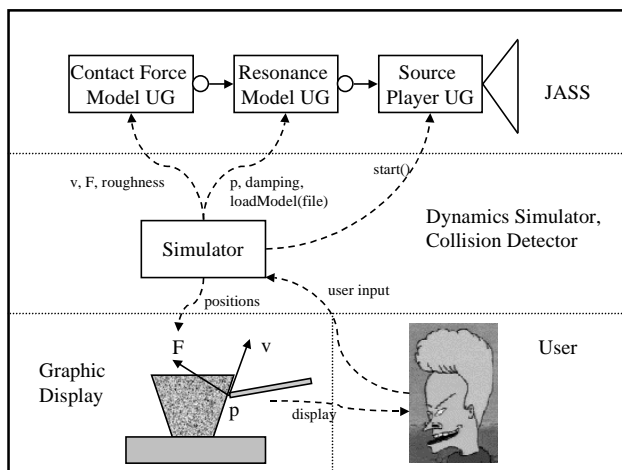 Contact Force
Model UG
Resonance
Model UG
Source
Player UG
JASS
v, F, roughness
p, damping,
loadModel(file)
start()
Simulator
Dynamics Simulator,
Collision Detector
positions
user input
Graphic
Display
F
v
p
display
User